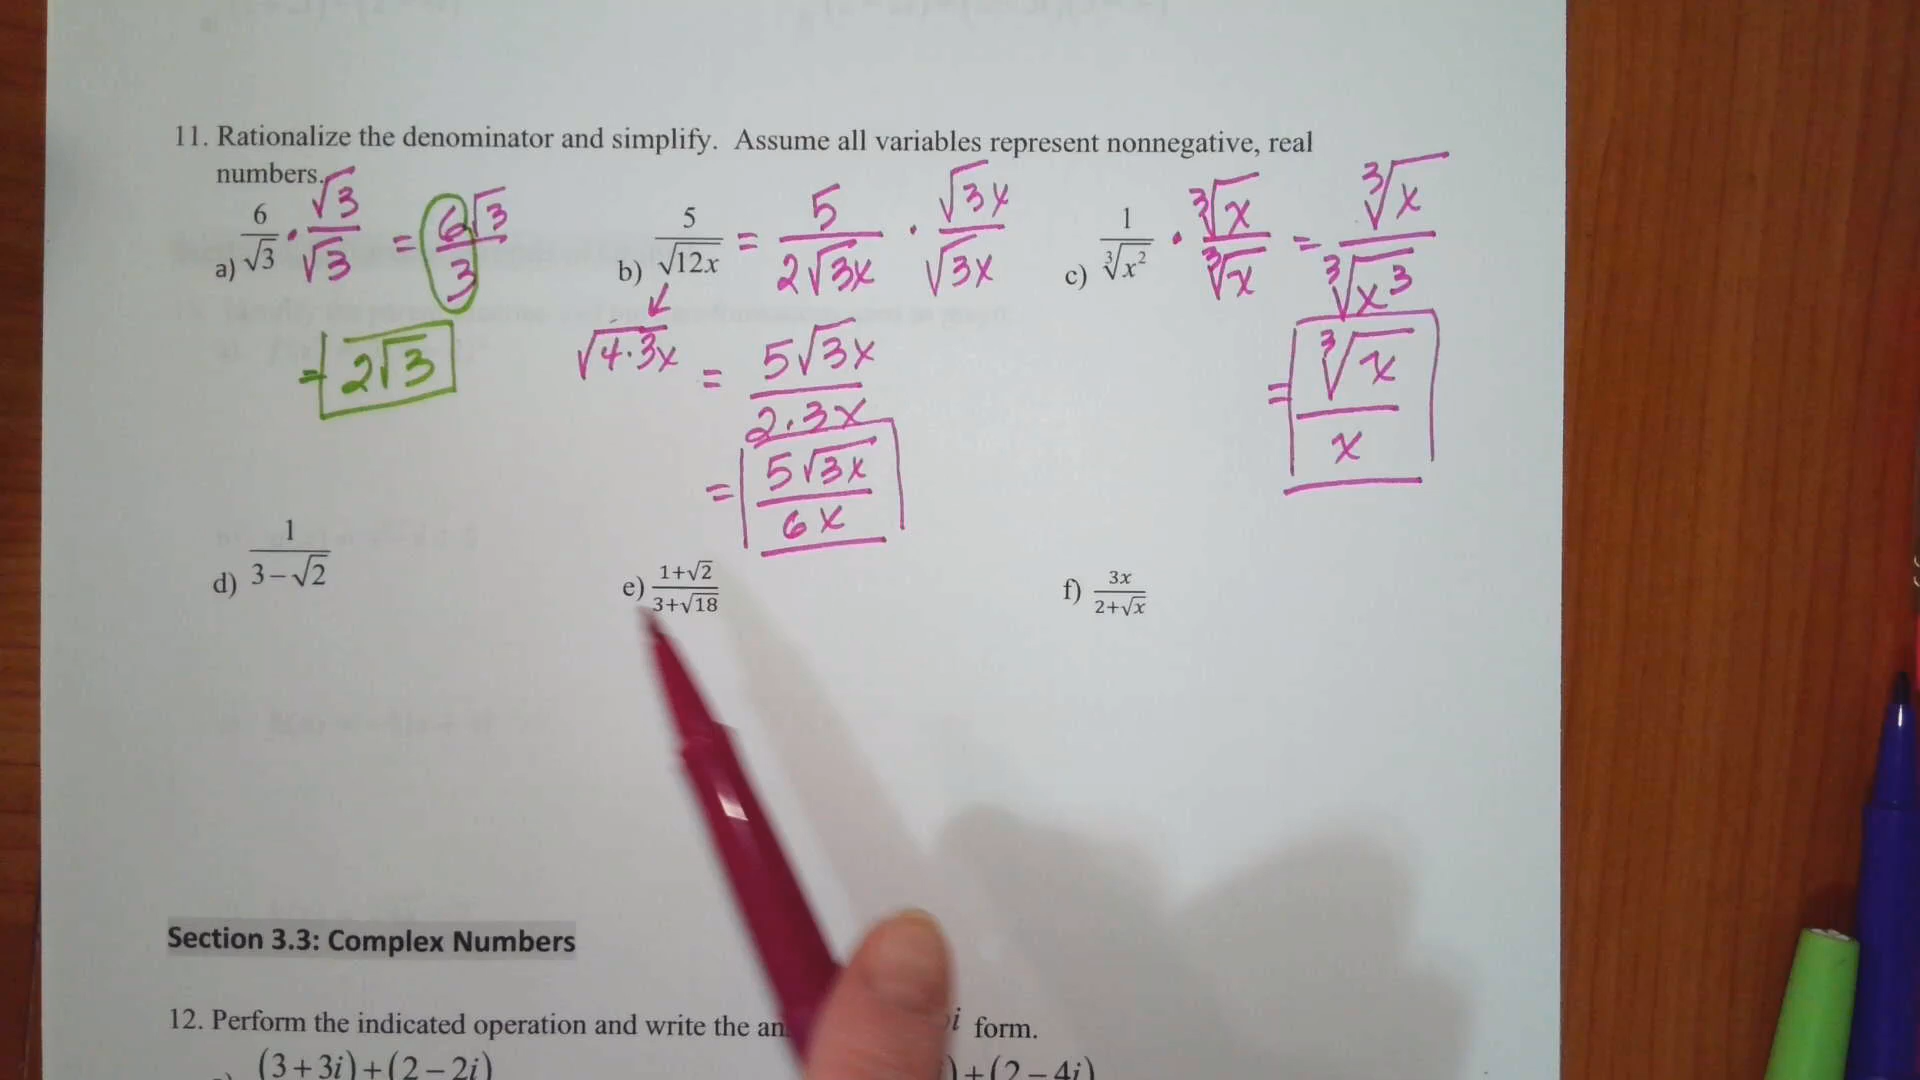 11. Rationalize the denominator and simplify. Assume all variables represent nonnegative, real
numbers.
a) 6/√3 · √3/√3 = 6√3/3
= 2√3
b) 5/√12x = 5/2√3x · √3x/√3x
√4·3x
= 5√3x/2·3x
= 5√3x/6x
c) 1/∛x² · ∛x/∛x = ∛x/∛x³
= ∛x/x
d) 1/3−√2
e) 1+√2/3+√18
f) 3x/2+√x
Section 3.3: Complex Numbers
12. Perform the indicated operation and write the i form.
(3+3i)+(2−2i)
)+(2−4i)